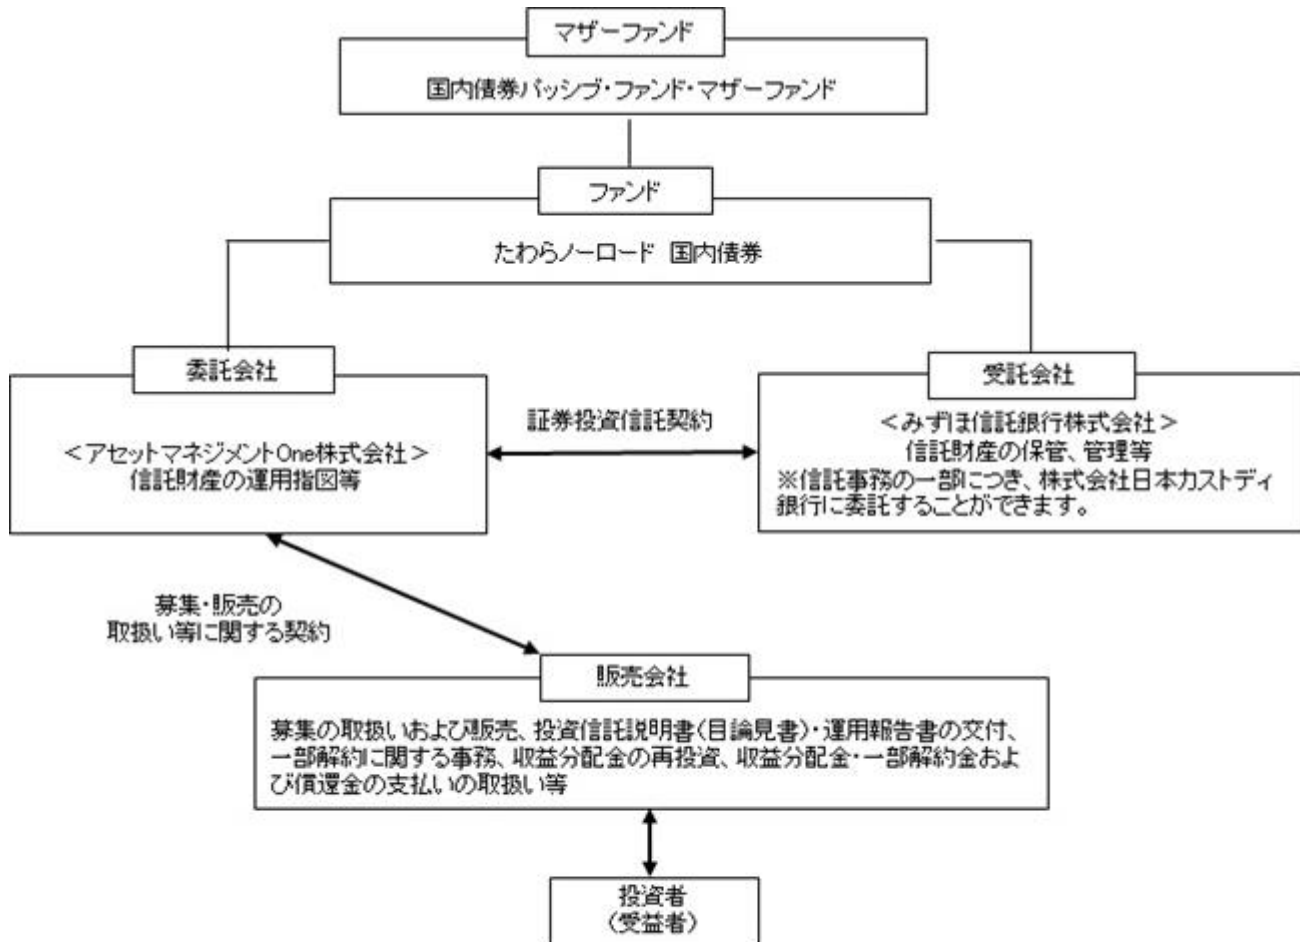 マザーファンド
国内債券パッシブ・ファンド・マザーファンド
ファンド
たわらノーロード 国内債券
委託会社
＜アセットマネジメントOne株式会社＞
信託財産の運用指図等
証券投資信託契約
受託会社
＜みずほ信託銀行株式会社＞
信託財産の保管、管理等
※信託事務の一部につき、株式会社日本カストディ
銀行に委託することができます。
募集・販売の
取扱い等に関する契約
販売会社
募集の取扱いおよび販売、投資信託説明書（目論見書）・運用報告書の交付、
一部解約に関する事務、収益分配金の再投資、収益分配金・一部解約金およ
び償還金の支払いの取扱い等
投資者
（受益者）